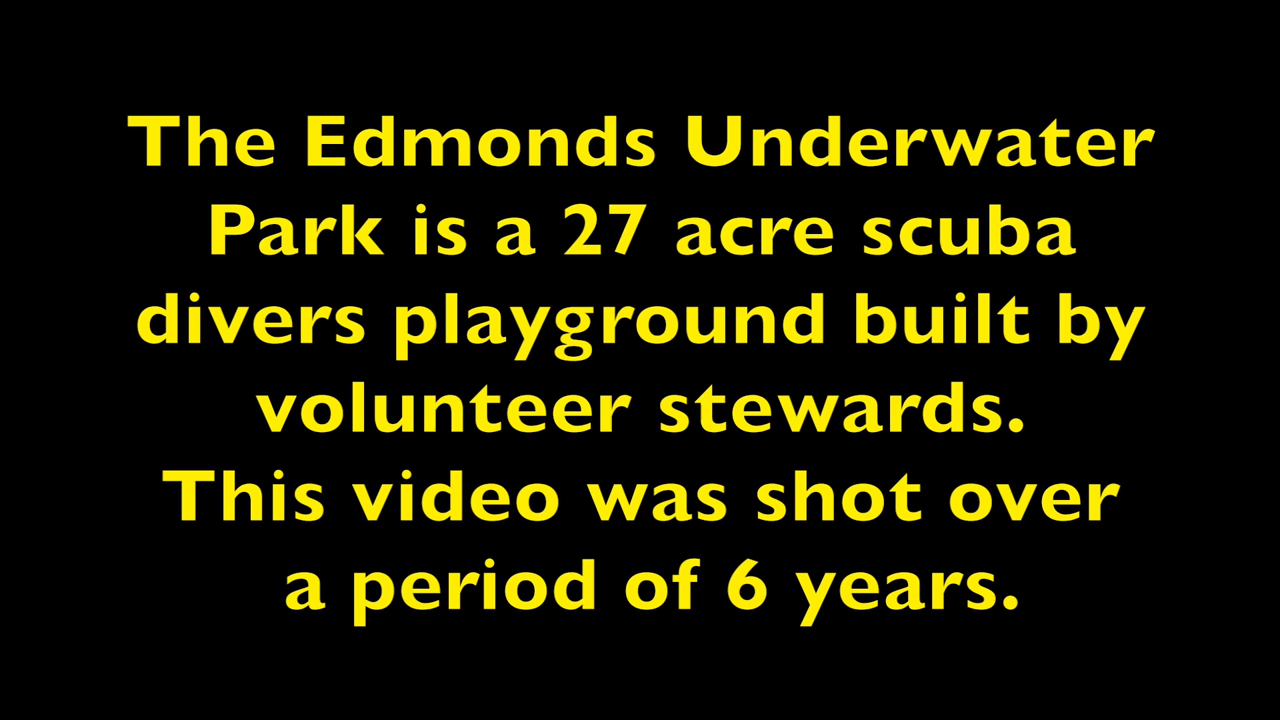 The Edmonds Underwater
Park is a 27 acre scuba
divers playground built by
volunteer stewards.
This video was shot over
a period of 6 years.